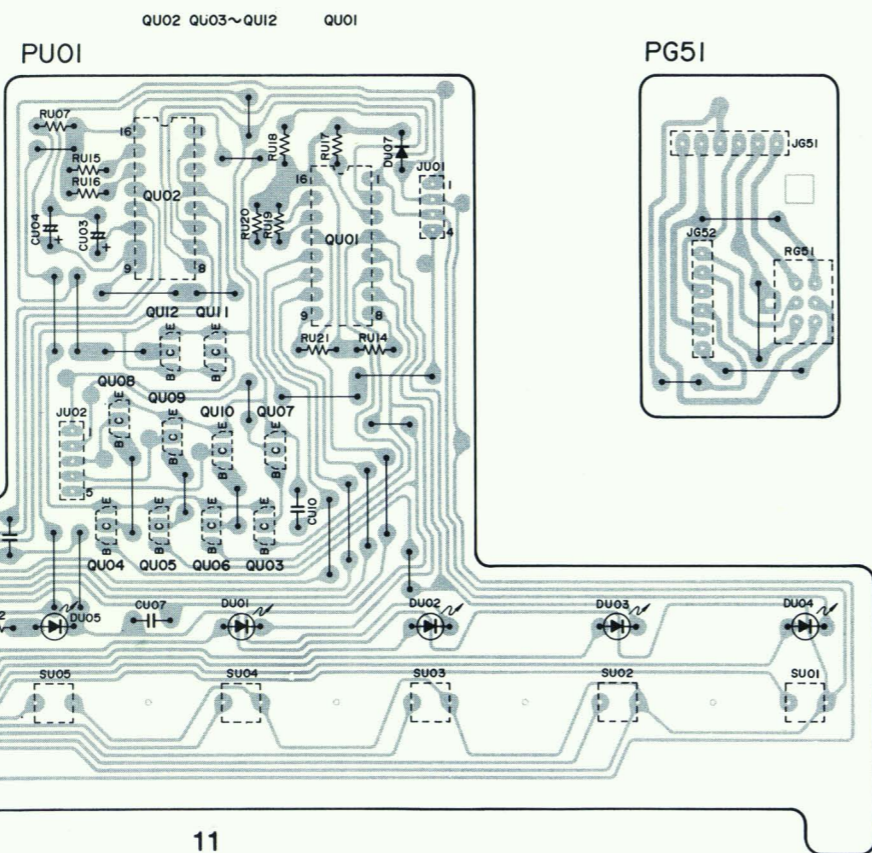 QU02 QU03~QU12 QU01
PU01 PG51
RU07
16 1
RU18
RU17
DU07
JG51
RU15
RU16
JU01
1
16 1
QU02
CU04 +
CU03 +
RU20
RU19
QU01
4
JG52
RG51
9 8
QU12 QU11
E E
9 8
C C
RU21 RU14
B B
QU08
E
QU09
C
E
JU02
QU10 QU07
1
B
C
E E
B
C C
B B
5
E E E E
CU10
C C C C
B B B B
QU04 QU05 QU06 QU03
2
DU05
CU07
DU01
DU02
DU03
DU04
SU05 SU04 SU03 SU02 SU01
11